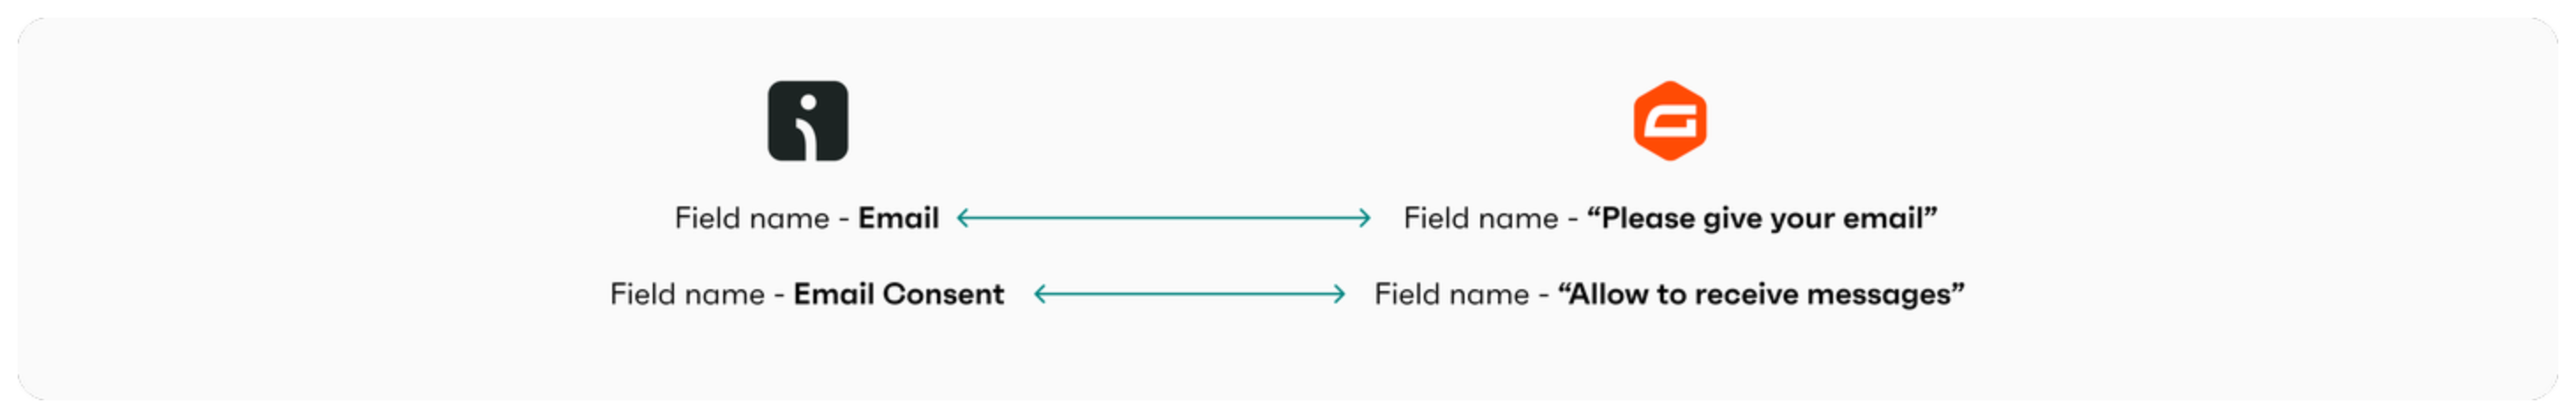 Field name - Email
Field name - “Please give your email”
Field name - Email Consent
Field name - “Allow to receive messages”